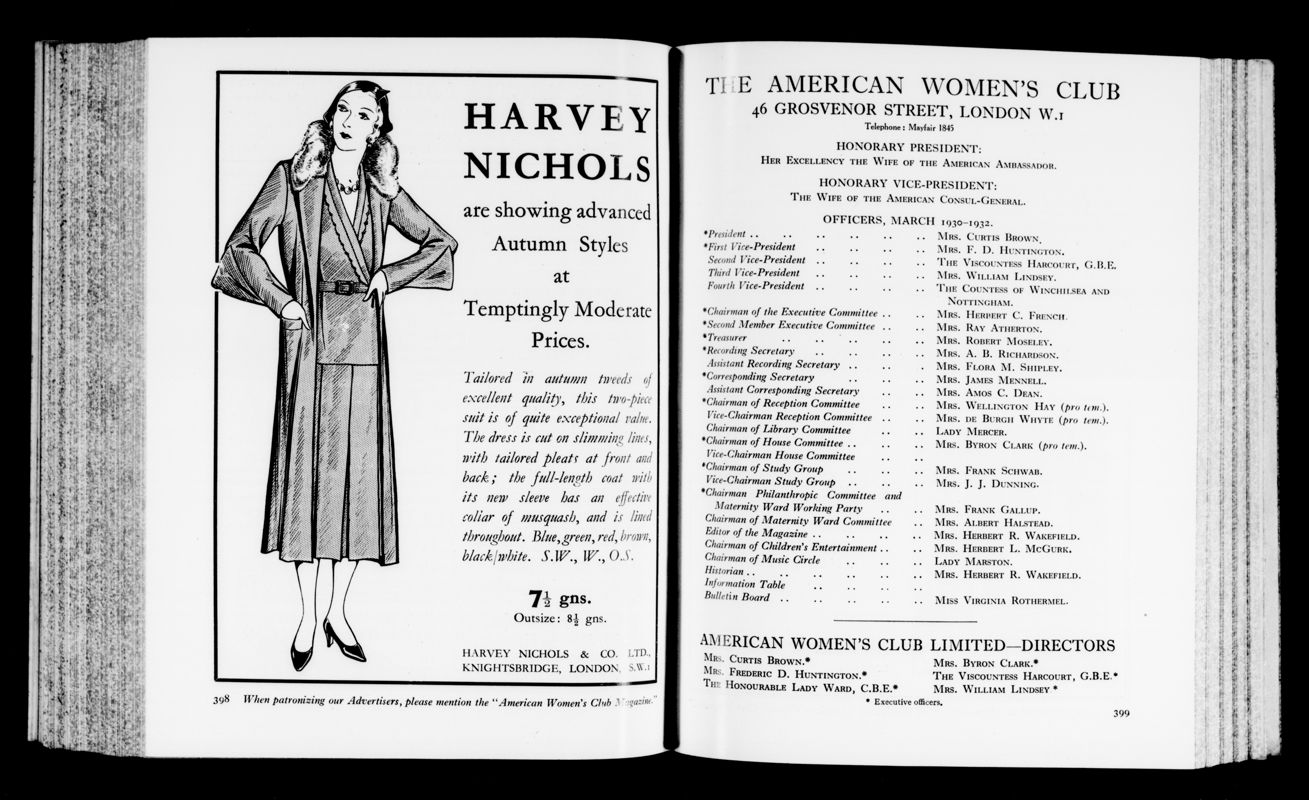 HARVEY
NICHOLS
are showing advanced
Autumn Styles
at
Temptingly Moderate
Prices.
Tailored in autumn tweeds of
excellent quality, this two-piece
suit is of quite exceptional value.
The dress is cut on slimming lines,
with tailored pleats at front and
back; the full-length coat with
its new sleeve has an effective
collar of musquash, and is lined
throughout. Blue, green, red, brown,
black/white. S.W., W., O.S.
7½ gns.
Outsize: 8½ gns.
HARVEY NICHOLS & CO. LTD.,
KNIGHTSBRIDGE, LONDON, S.W.1
398 When patronizing our Advertisers, please mention the "American Women's Club Magazine."
THE AMERICAN WOMEN'S CLUB
46 GROSVENOR STREET, LONDON W.1
Telephone: Mayfair 1845
HONORARY PRESIDENT:
HER EXCELLENCY THE WIFE OF THE AMERICAN AMBASSADOR.
HONORARY VICE-PRESIDENT:
THE WIFE OF THE AMERICAN CONSUL-GENERAL.
OFFICERS, MARCH 1930-1932.
*President .. .. .. .. .. .. MRS. CURTIS BROWN.
*First Vice-President .. .. .. .. MRS. F. D. HUNTINGTON.
Second Vice-President .. .. .. .. THE VISCOUNTESS HARCOURT, G.B.E.
Third Vice-President .. .. .. .. MRS. WILLIAM LINDSEY.
Fourth Vice-President .. .. .. .. THE COUNTESS OF WINCHILSEA AND
NOTTINGHAM.
*Chairman of the Executive Committee .. .. MRS. HERBERT C. FRENCH.
*Second Member Executive Committee .. .. MRS. RAY ATHERTON.
*Treasurer .. .. .. .. .. MRS. ROBERT MOSELEY.
*Recording Secretary .. .. .. .. MRS. A. B. RICHARDSON.
Assistant Recording Secretary .. .. . MRS. FLORA M. SHIPLEY.
*Corresponding Secretary .. .. .. MRS. JAMES MENNELL.
Assistant Corresponding Secretary .. .. MRS. AMOS C. DEAN.
*Chairman of Reception Committee .. .. MRS. WELLINGTON HAY (pro tem.).
Vice-Chairman Reception Committee .. .. MRS. DE BURGH WHYTE (pro tem.).
Chairman of Library Committee .. .. LADY MERCER.
*Chairman of House Committee .. .. .. MRS. BYRON CLARK (pro tem.).
Vice-Chairman House Committee .. ..
*Chairman of Study Group .. .. .. MRS. FRANK SCHWAB.
Vice-Chairman Study Group .. .. .. MRS. J. J. DUNNING.
*Chairman Philanthropic Committee and
Maternity Ward Working Party .. .. MRS. FRANK GALLUP.
Chairman of Maternity Ward Committee .. MRS. ALBERT HALSTEAD.
Editor of the Magazine .. .. .. .. MRS. HERBERT R. WAKEFIELD.
Chairman of Children's Entertainment .. .. MRS. HERBERT L. MCGURK.
Chairman of Music Circle .. .. .. LADY MARSTON.
Historian .. .. .. .. .. .. MRS. HERBERT R. WAKEFIELD.
Information Table .. .. .. ..
Bulletin Board .. .. .. .. .. MISS VIRGINIA ROTHERMEL.
AMERICAN WOMEN'S CLUB LIMITED—DIRECTORS
MRS. CURTIS BROWN.* MRS. BYRON CLARK.*
MRS. FREDERIC D. HUNTINGTON.* THE VISCOUNTESS HARCOURT, G.B.E.*
THE HONOURABLE LADY WARD, C.B.E.* MRS. WILLIAM LINDSEY *
* Executive officers.
399